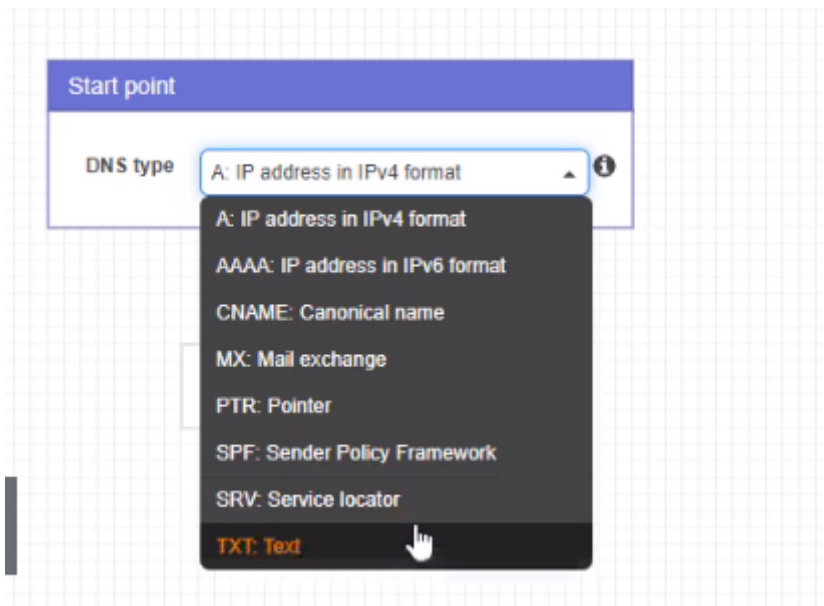 Start point
DNS type
A: IP address in IPv4 format
A: IP address in IPv4 format
AAAA: IP address in IPv6 format
CNAME: Canonical name
MX: Mail exchange
PTR: Pointer
SPF: Sender Policy Framework
SRV: Service locator
TXT: Text